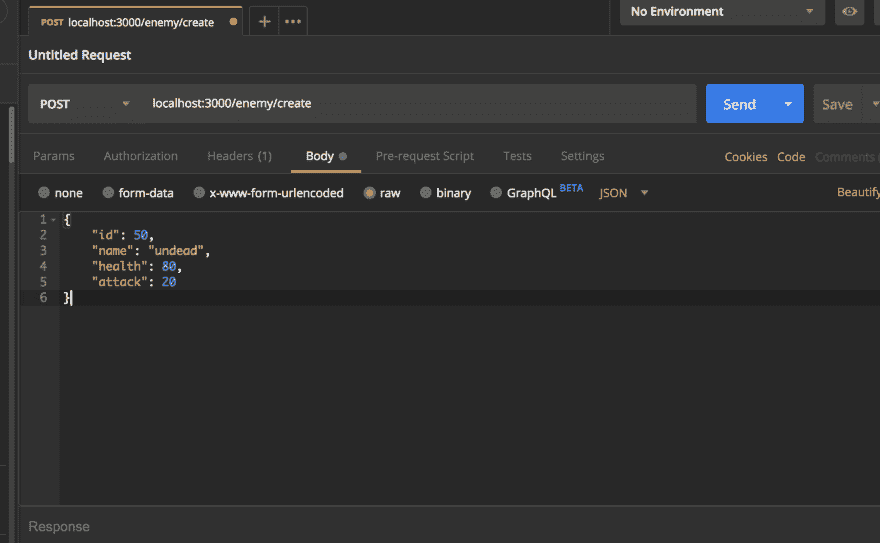 POST localhost:3000/enemy/create
No Environment
Untitled Request
POST localhost:3000/enemy/create Send Save
Params Authorization Headers (1) Body Pre-request Script Tests Settings Cookies Code Comments
none form-data x-www-form-urlencoded raw binary GraphQL BETA JSON Beautify
1 {
2 "id": 50,
3 "name": "undead",
4 "health": 80,
5 "attack": 20
6 }
Response